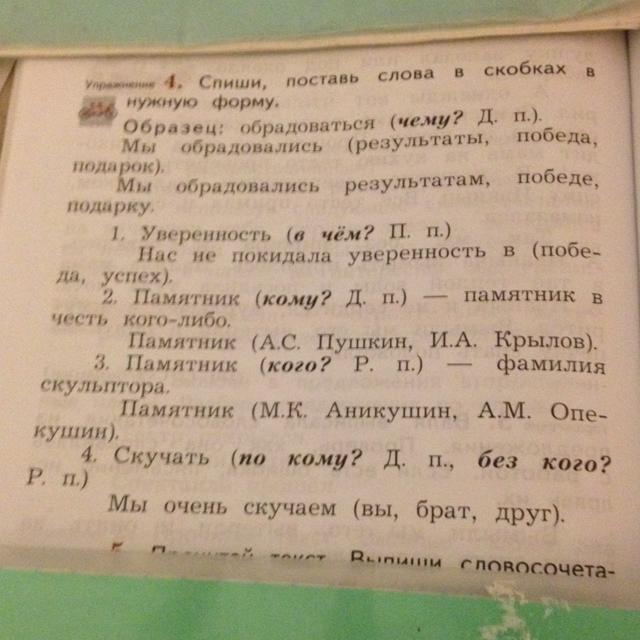 Упражнение 4. Спиши, поставь слова в скобках в
нужную форму.
Образец: обрадоваться (чему? Д. п.).
Мы обрадовались (результаты, победа,
подарок).
Мы обрадовались результатам, победе,
подарку.
1. Уверенность (в чём? П. п.)
Нас не покидала уверенность в (побе-
да, успех).
2. Памятник (кому? Д. п.) — памятник в
честь кого-либо.
Памятник (А.С. Пушкин, И.А. Крылов).
3. Памятник (кого? Р. п.) — фамилия
скульптора.
Памятник (М.К. Аникушин, А.М. Опе-
кушин).
4. Скучать (по кому? Д. п., без кого?
Р. п.)
Мы очень скучаем (вы, брат, друг).
5. Прочитай текст. Выпиши словосочета-